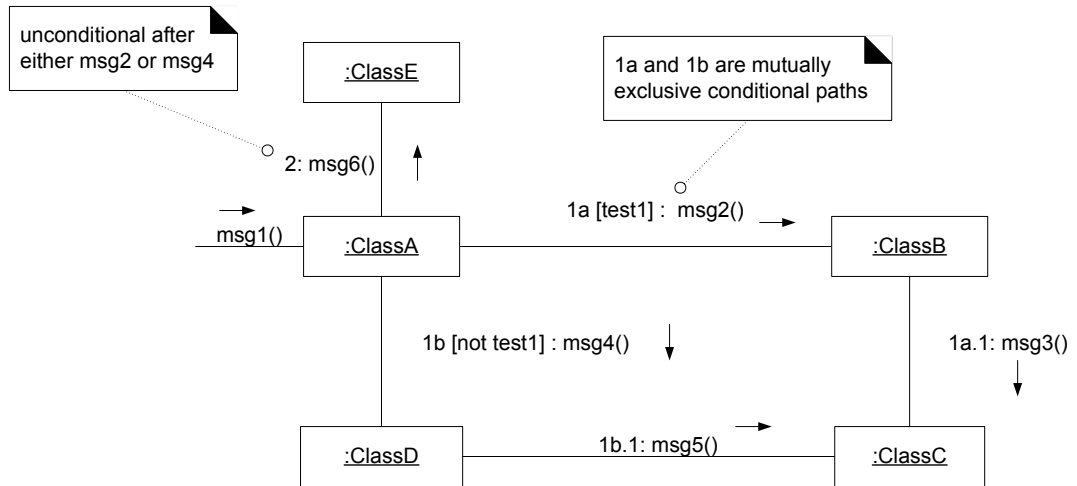 unconditional after
either msg2 or msg4
:ClassE
1a and 1b are mutually
exclusive conditional paths
2: msg6()
1a [test1] : msg2()
msg1()
:ClassA
:ClassB
1b [not test1] : msg4()
1a.1: msg3()
:ClassD
1b.1: msg5()
:ClassC